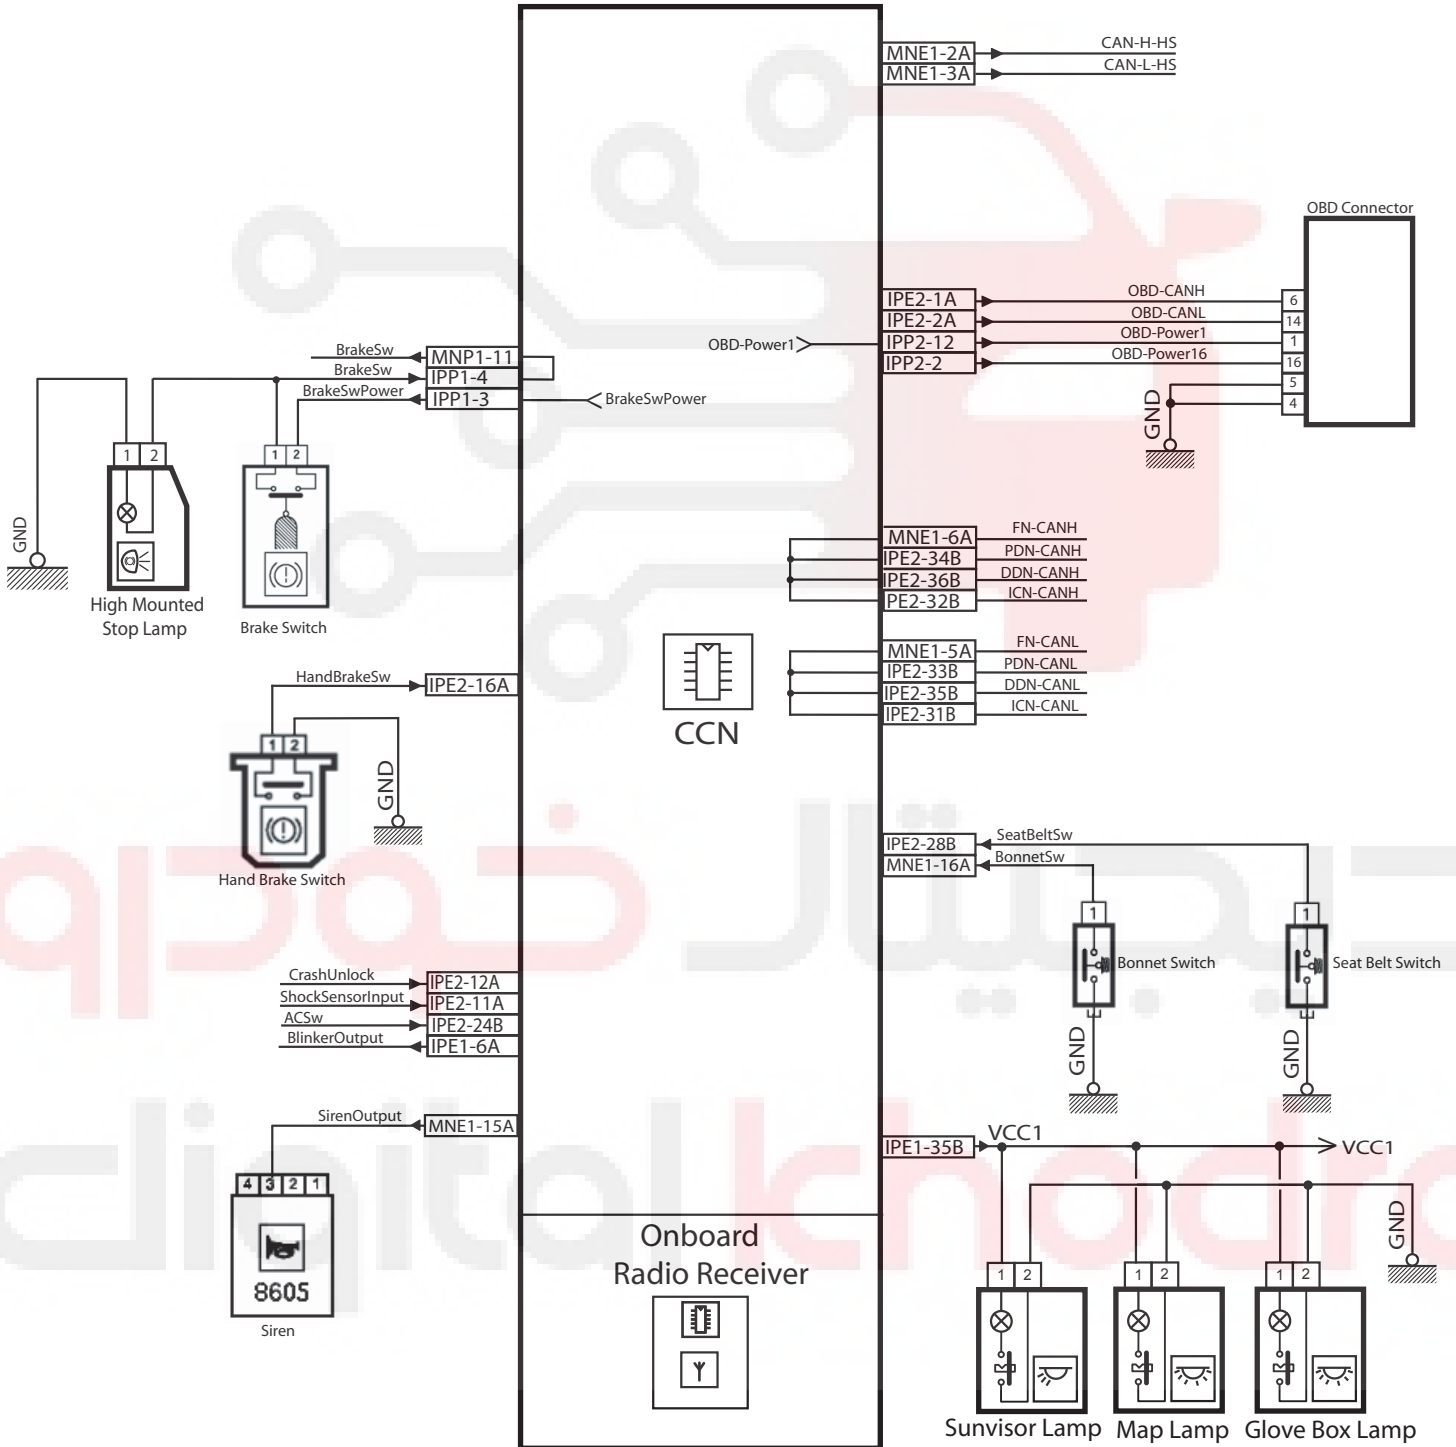 MNE1-2A
CAN-H-HS
MNE1-3A
CAN-L-HS
OBD Connector
IPE2-1A
OBD-CANH
6
IPE2-2A
OBD-CANL
14
OBD-Power1
IPP2-12
OBD-Power1
1
IPP2-2
OBD-Power16
16
5
4
GND
BrakeSw
MNP1-11
BrakeSw
IPP1-4
BrakeSwPower
IPP1-3
BrakeSwPower
1 2
1 2
GND
High Mounted
Stop Lamp
Brake Switch
MNE1-6A
FN-CANH
IPE2-34B
PDN-CANH
IPE2-36B
DDN-CANH
PE2-32B
ICN-CANH
MNE1-5A
FN-CANL
IPE2-33B
PDN-CANL
IPE2-35B
DDN-CANL
IPE2-31B
ICN-CANL
CCN
HandBrakeSw
IPE2-16A
1 2
GND
Hand Brake Switch
IPE2-28B
SeatBeltSw
MNE1-16A
BonnetSw
1
1
Bonnet Switch
Seat Belt Switch
GND
GND
دیجیتال خودرو
CrashUnlock
IPE2-12A
ShockSensorInput
IPE2-11A
ACSw
IPE2-24B
BlinkerOutput
IPE1-6A
SirenOutput
MNE1-15A
4 3 2 1
8605
Siren
IPE1-35B
VCC1
VCC1
GND
digital khodro
Onboard
Radio Receiver
1 2
1 2
1 2
Sunvisor Lamp
Map Lamp
Glove Box Lamp